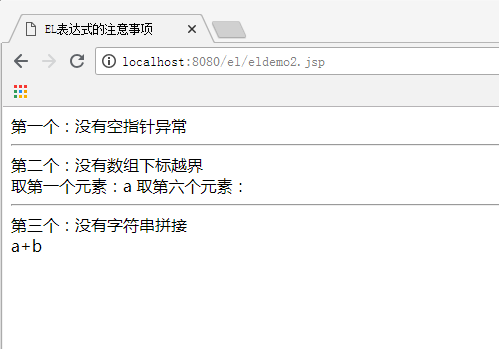 EL表达式的注意事项
localhost:8080/el/eldemo2.jsp
第一个：没有空指针异常
第二个：没有数组下标越界
取第一个元素：a 取第六个元素：
第三个：没有字符串拼接
a+b